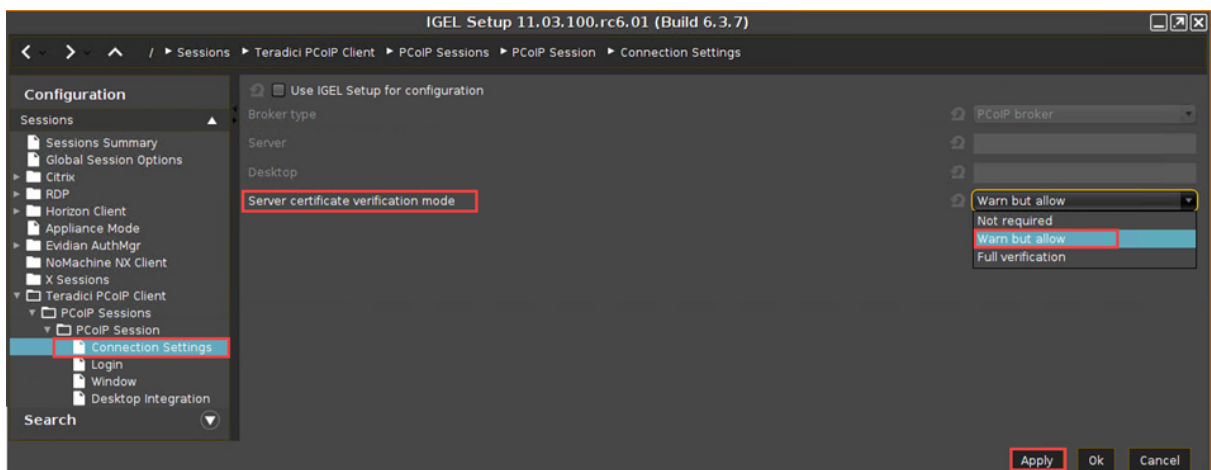 IGEL Setup 11.03.100.rc6.01 (Build 6.3.7)
/ Sessions Teradici PCoIP Client PCoIP Sessions PCoIP Session Connection Settings
Configuration
Sessions
Sessions Summary
Global Session Options
Citrix
RDP
Horizon Client
Appliance Mode
Evidian AuthMgr
NoMachine NX Client
X Sessions
Teradici PCoIP Client
PCoIP Sessions
PCoIP Session
Connection Settings
Login
Window
Desktop Integration
Search
Use IGEL Setup for configuration
Broker type
PCoIP broker
Server
Desktop
Server certificate verification mode
Warn but allow
Not required
Warn but allow
Full verification
Apply
Ok
Cancel